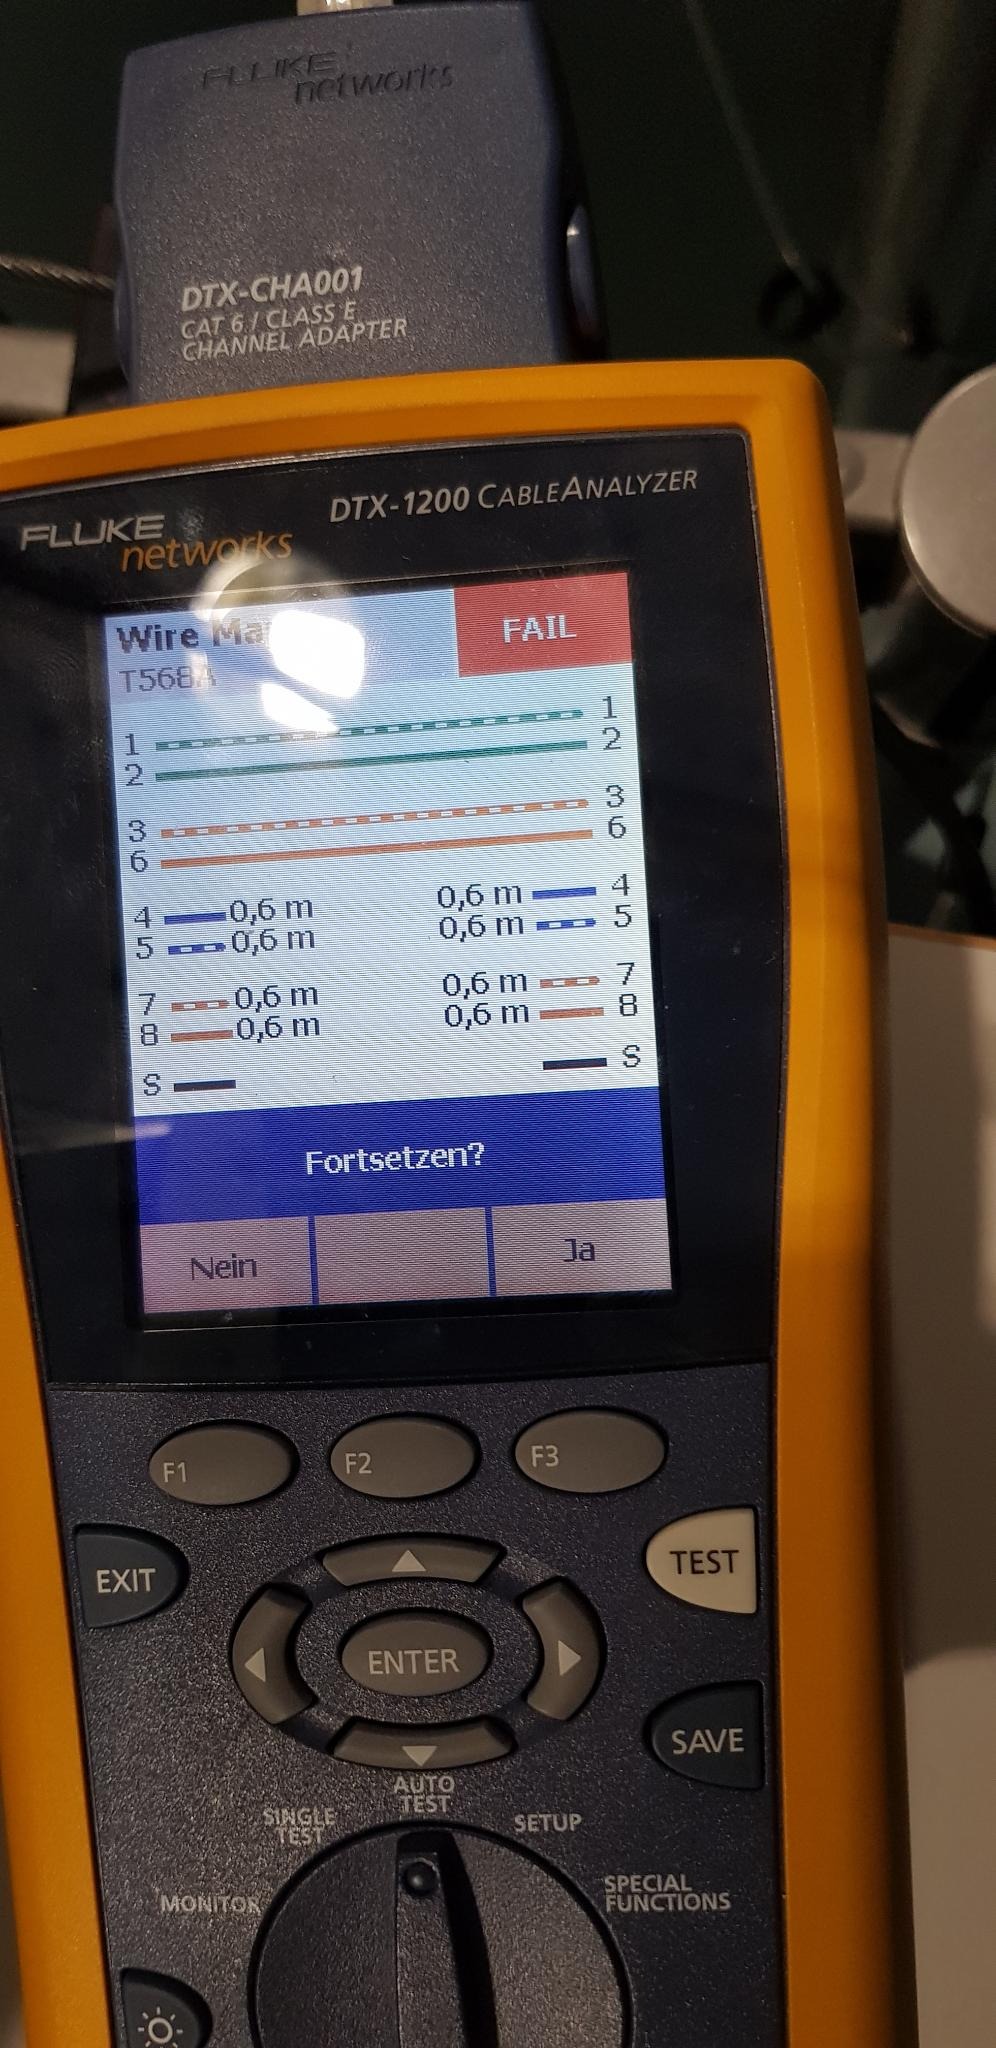 FLUKE
networks
DTX-CHA001
CAT 6 / CLASS E
CHANNEL ADAPTER
DTX-1200 CABLEANALYZER
FLUKE
networks
Wire
FAIL
T568A
1 1
2 2
3 3
6 6
4 0,6 m 0,6 m 4
5 0,6 m 0,6 m 5
7 0,6 m 0,6 m 7
8 0,6 m 0,6 m 8
S S
Fortsetzen?
Nein Ja
F1 F2 F3
EXIT TEST
ENTER
SAVE
AUTO
TEST
SINGLE
TEST
SETUP
MONITOR
SPECIAL
FUNCTIONS